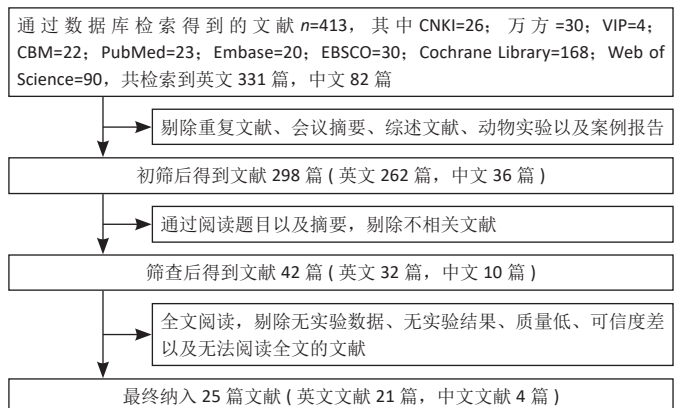 通过数据库检索得到的文献 n=413，其中 CNKI=26；万方 =30；VIP=4；
CBM=22；PubMed=23；Embase=20；EBSCO=30；Cochrane Library=168；Web of
Science=90，共检索到英文 331 篇，中文 82 篇
剔除重复文献、会议摘要、综述文献、动物实验以及案例报告
初筛后得到文献 298 篇 ( 英文 262 篇，中文 36 篇 )
通过阅读题目以及摘要，剔除不相关文献
筛查后得到文献 42 篇 ( 英文 32 篇，中文 10 篇 )
全文阅读，剔除无实验数据、无实验结果、质量低、可信度差
以及无法阅读全文的文献
最终纳入 25 篇文献 ( 英文文献 21 篇，中文文献 4 篇 )